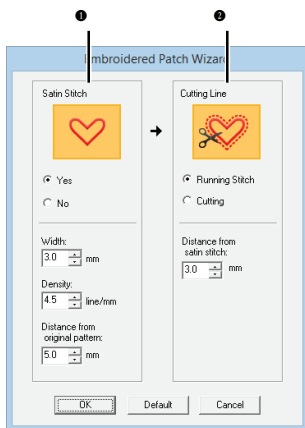 ❶ ❷
Embroidered Patch Wizard
Satin Stitch
Yes
No
Width:
3.0 mm
Density:
4.5 line/mm
Distance from
original pattern:
5.0 mm
Cutting Line
Running Stitch
Cutting
Distance from
satin stitch:
3.0 mm
OK Default Cancel